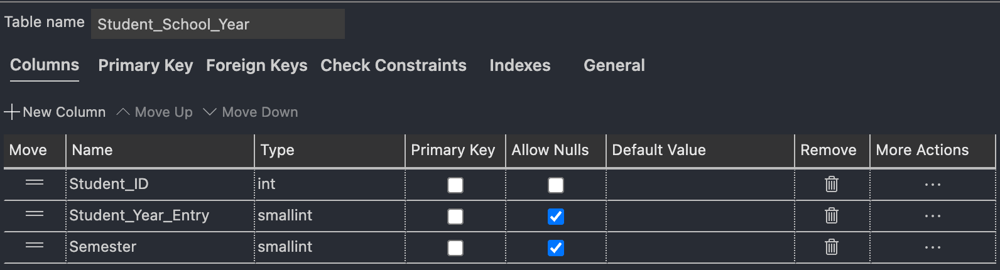 Table name Student_School_Year
Columns Primary Key Foreign Keys Check Constraints Indexes General
New Column Move Up Move Down
Move Name Type Primary Key Allow Nulls Default Value Remove More Actions
Student_ID int
Student_Year_Entry smallint
Semester smallint